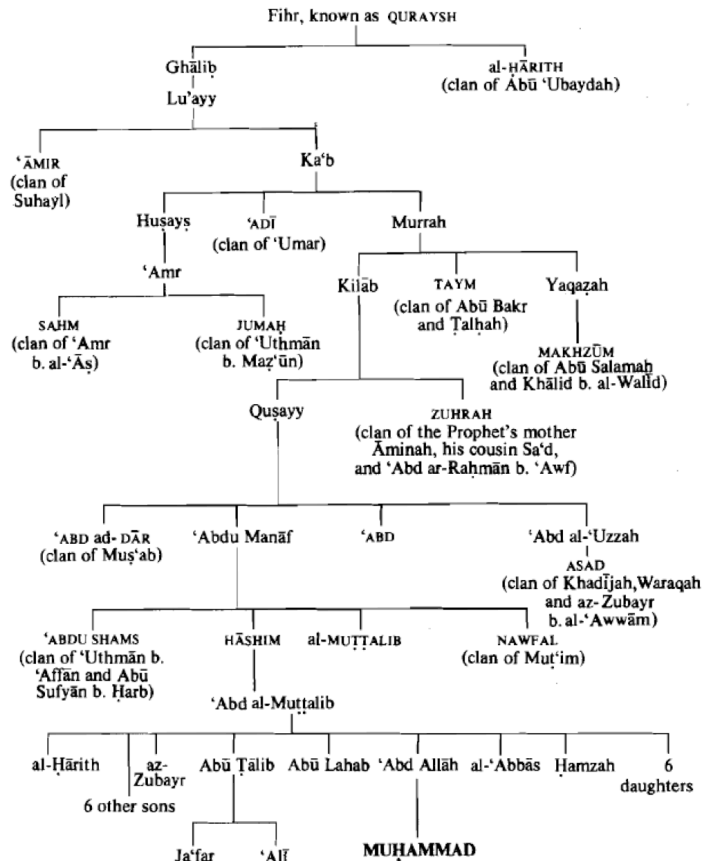 Fihr, known as QURAYSH
Ghālib
al-ḤĀRITH
(clan of Abū ‘Ubaydah)
Lu’ayy
‘ĀMIR
(clan of
Suhayl)
Ka‘b
Ḥuṣayṣ
‘ADĪ
(clan of ‘Umar)
Murrah
‘Amr
Kilāb
TAYM
(clan of Abū Bakr
and Ṭalḥah)
Yaqaẓah
SAHM
(clan of ‘Amr
b. al-‘Āṣ)
JUMAḤ
(clan of ‘Uthmān
b. Maẓ‘ūn)
MAKHZŪM
(clan of Abū Salamah
and Khālid b. al-Walīd)
Quṣayy
ZUHRAH
(clan of the Prophet's mother
Āminah, his cousin Sa‘d,
and ‘Abd ar-Raḥmān b. ‘Awf)
‘ABD ad-DĀR
(clan of Muṣ‘ab)
‘Abdu Manāf
‘ABD
‘Abd al-‘Uzzah
ASAD
(clan of Khadījah, Waraqah
and az-Zubayr
b. al-‘Awwām)
‘ABDU SHAMS
(clan of ‘Uthmān b.
‘Affān and Abū
Sufyān b. Ḥarb)
HĀSHIM
al-MUṬṬALIB
NAWFAL
(clan of Muṭ‘im)
‘Abd al-Muṭṭalib
al-Ḥārith
6 other sons
az-
Zubayr
Abū Ṭālib
Abū Lahab
‘Abd Allāh
al-‘Abbās
Ḥamzah
6
daughters
Ja‘far
‘Alī
MUḤAMMAD